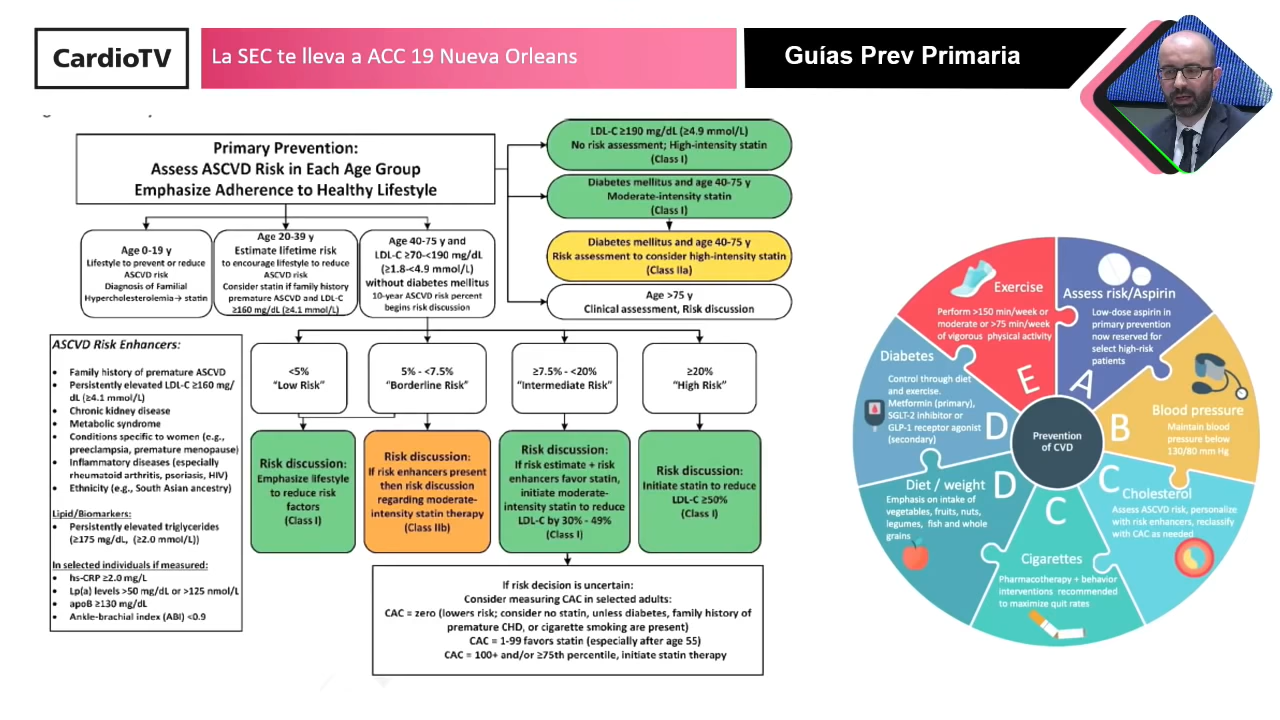 CardioTV
La SEC te lleva a ACC 19 Nueva Orleans
Guías Prev Primaria
Primary Prevention:
Assess ASCVD Risk in Each Age Group
Emphasize Adherence to Healthy Lifestyle
LDL-C ≥190 mg/dL (≥4.9 mmol/L)
No risk assessment; High-intensity statin
(Class I)
Diabetes mellitus and age 40-75 y
Moderate-intensity statin
(Class I)
Diabetes mellitus and age 40-75 y
Risk assessment to consider high-intensity statin
(Class IIa)
Age >75 y
Clinical assessment, Risk discussion
Age 0-19 y
Lifestyle to prevent or reduce
ASCVD risk
Diagnosis of Familial
Hypercholesterolemia→ statin
Age 20-39 y
Estimate lifetime risk
to encourage lifestyle to reduce
ASCVD risk
Consider statin if family history
premature ASCVD and LDL-C
≥160 mg/dL (≥4.1 mmol/L)
Age 40-75 y and
LDL-C ≥70-<190 mg/dL
(≥1.8-<4.9 mmol/L)
without diabetes mellitus
10-year ASCVD risk percent
begins risk discussion
ASCVD Risk Enhancers:
• Family history of premature ASCVD
• Persistently elevated LDL-C ≥160 mg/
dL (≥4.1 mmol/L)
• Chronic kidney disease
• Metabolic syndrome
• Conditions specific to women (e.g.,
preeclampsia, premature menopause)
• Inflammatory diseases (especially
rheumatoid arthritis, psoriasis, HIV)
• Ethnicity (e.g., South Asian ancestry)
Lipid/Biomarkers:
• Persistently elevated triglycerides
(≥175 mg/dL, (≥2.0 mmol/L))
In selected individuals if measured:
• hs-CRP ≥2.0 mg/L
• Lp(a) levels >50 mg/dL or >125 nmol/L
• apoB ≥130 mg/dL
• Ankle-brachial index (ABI) <0.9
<5%
“Low Risk”
5% - <7.5%
“Borderline Risk”
≥7.5% - <20%
“Intermediate Risk”
≥20%
“High Risk”
Risk discussion:
Emphasize lifestyle
to reduce risk
factors
(Class I)
Risk discussion:
If risk enhancers present
then risk discussion
regarding moderate-
intensity statin therapy
(Class IIb)
Risk discussion:
If risk estimate + risk
enhancers favor statin,
initiate moderate-
intensity statin to reduce
LDL-C by 30% - 49%
(Class I)
Risk discussion:
Initiate statin to reduce
LDL-C ≥50%
(Class I)
If risk decision is uncertain:
Consider measuring CAC in selected adults:
CAC = zero (lowers risk; consider no statin, unless diabetes, family history of
premature CHD, or cigarette smoking are present)
CAC = 1-99 favors statin (especially after age 55)
CAC = 100+ and/or ≥75th percentile, initiate statin therapy
Exercise
Perform >150 min/week or
moderate or >75 min/week
of vigorous physical activity
E
Assess risk/Aspirin
Low-dose aspirin in
primary prevention
now reserved for
select high-risk
patients
A
Blood pressure
Maintain blood
pressure below
130/80 mm Hg
B
Cholesterol
Assess ASCVD risk, personalize
with risk enhancers, reclassify
with CAC as needed
C
Cigarettes
Pharmacotherapy + behavior
interventions recommended
to maximize quit rates
C
Diet / weight
Emphasis on intake of
vegetables, fruits, nuts,
legumes, fish and whole
grains
D
Diabetes
Control through diet
and exercise.
Metformin (primary),
SGLT-2 inhibitor or
GLP-1 receptor agonist
(secondary)
D
Prevention
of CVD